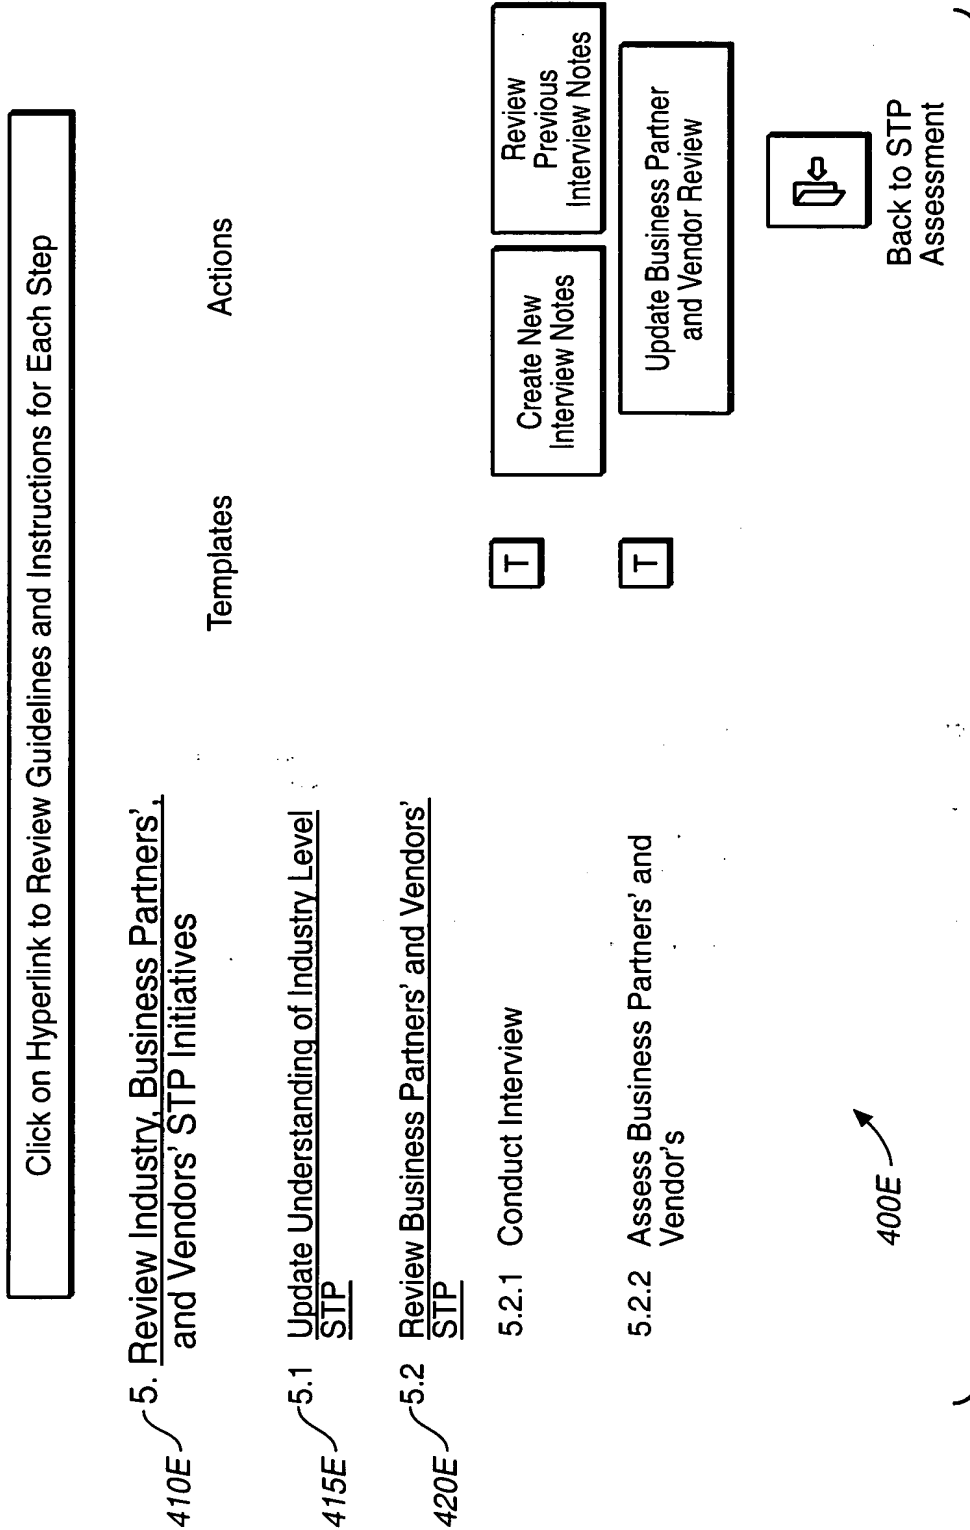 Click on Hyperlink to Review Guidelines and Instructions for Each Step
Templates
Actions
410E
5. Review Industry, Business Partners',
and Vendors' STP Initiatives
415E
5.1 Update Understanding of Industry Level
STP
420E
5.2 Review Business Partners' and Vendors'
STP
5.2.1 Conduct Interview
T
Create New
Interview Notes
Review
Previous
Interview Notes
5.2.2 Assess Business Partners' and
Vendor's
T
Update Business Partner
and Vendor Review
400E
Back to STP
Assessment